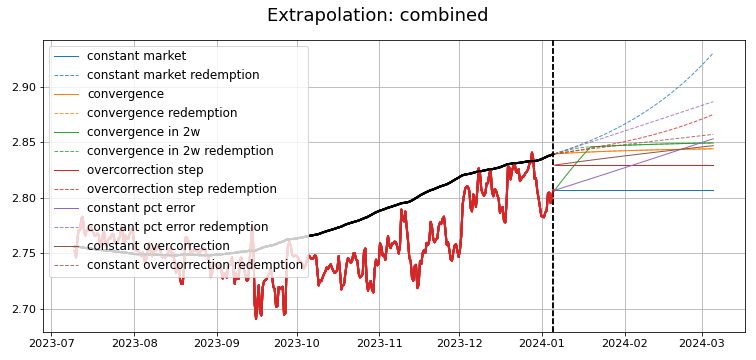 Extrapolation: combined
constant market
constant market redemption
convergence
convergence redemption
convergence in 2w
convergence in 2w redemption
overcorrection step
overcorrection step redemption
constant pct error
constant pct error redemption
constant overcorrection
constant overcorrection redemption
2.90
2.85
2.80
2.75
2.70
2023-07 2023-08 2023-09 2023-10 2023-11 2023-12 2024-01 2024-02 2024-03